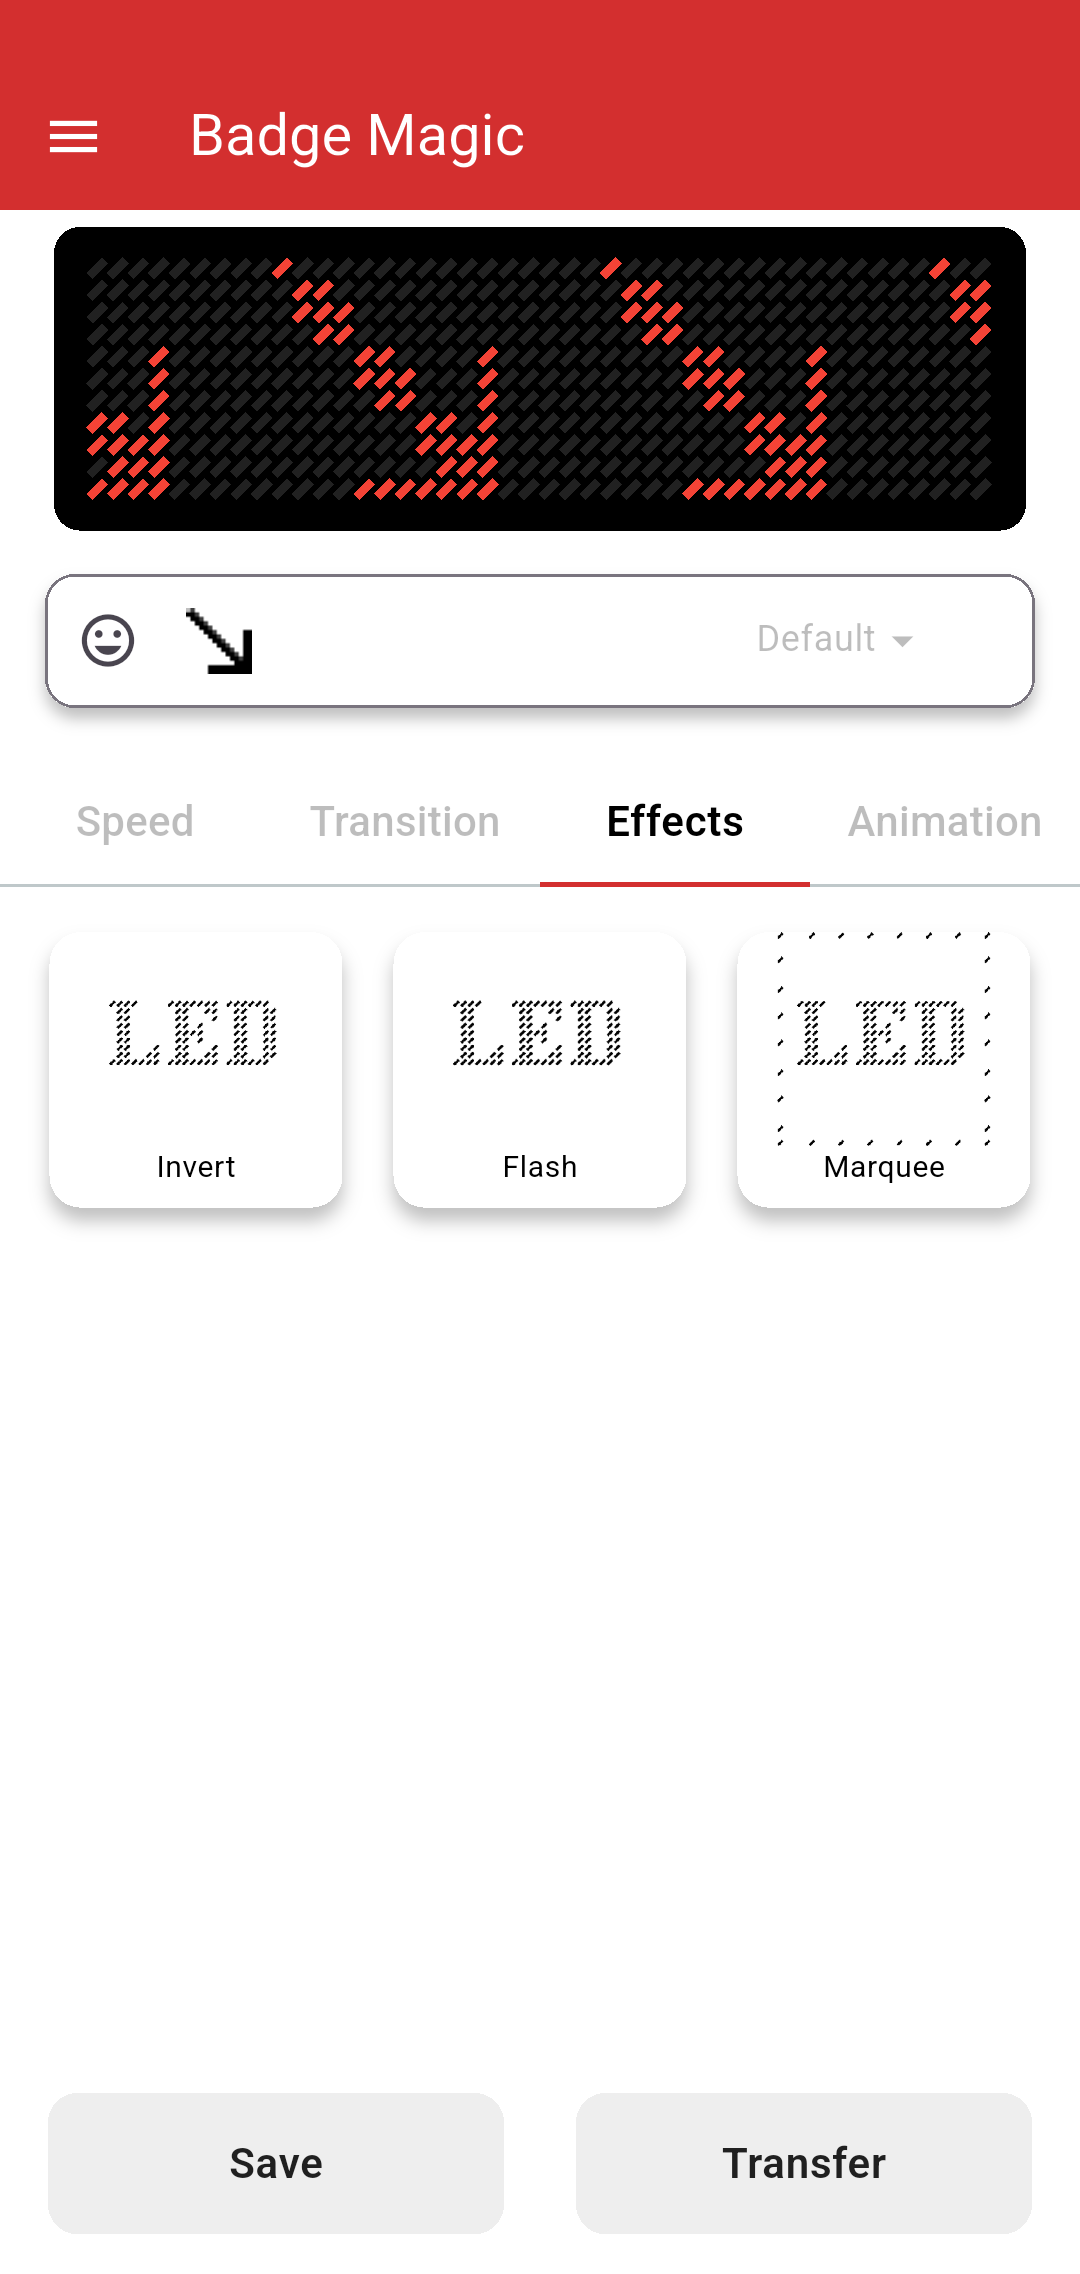 Badge Magic
Default
Speed Transition Effects Animation
LED LED LED
Invert Flash Marquee
Save Transfer